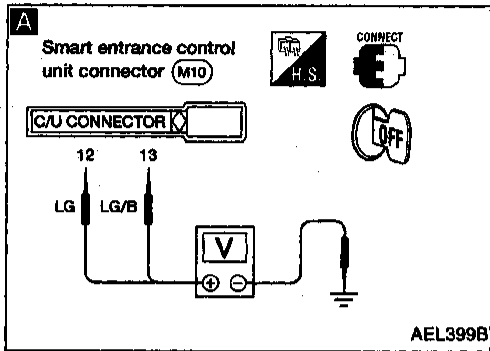 A
Smart entrance control
unit connector (M10)
CONNECT
H.S.
C/U CONNECTOR
OFF
12 13
LG LG/B
V
+ −
AEL399B